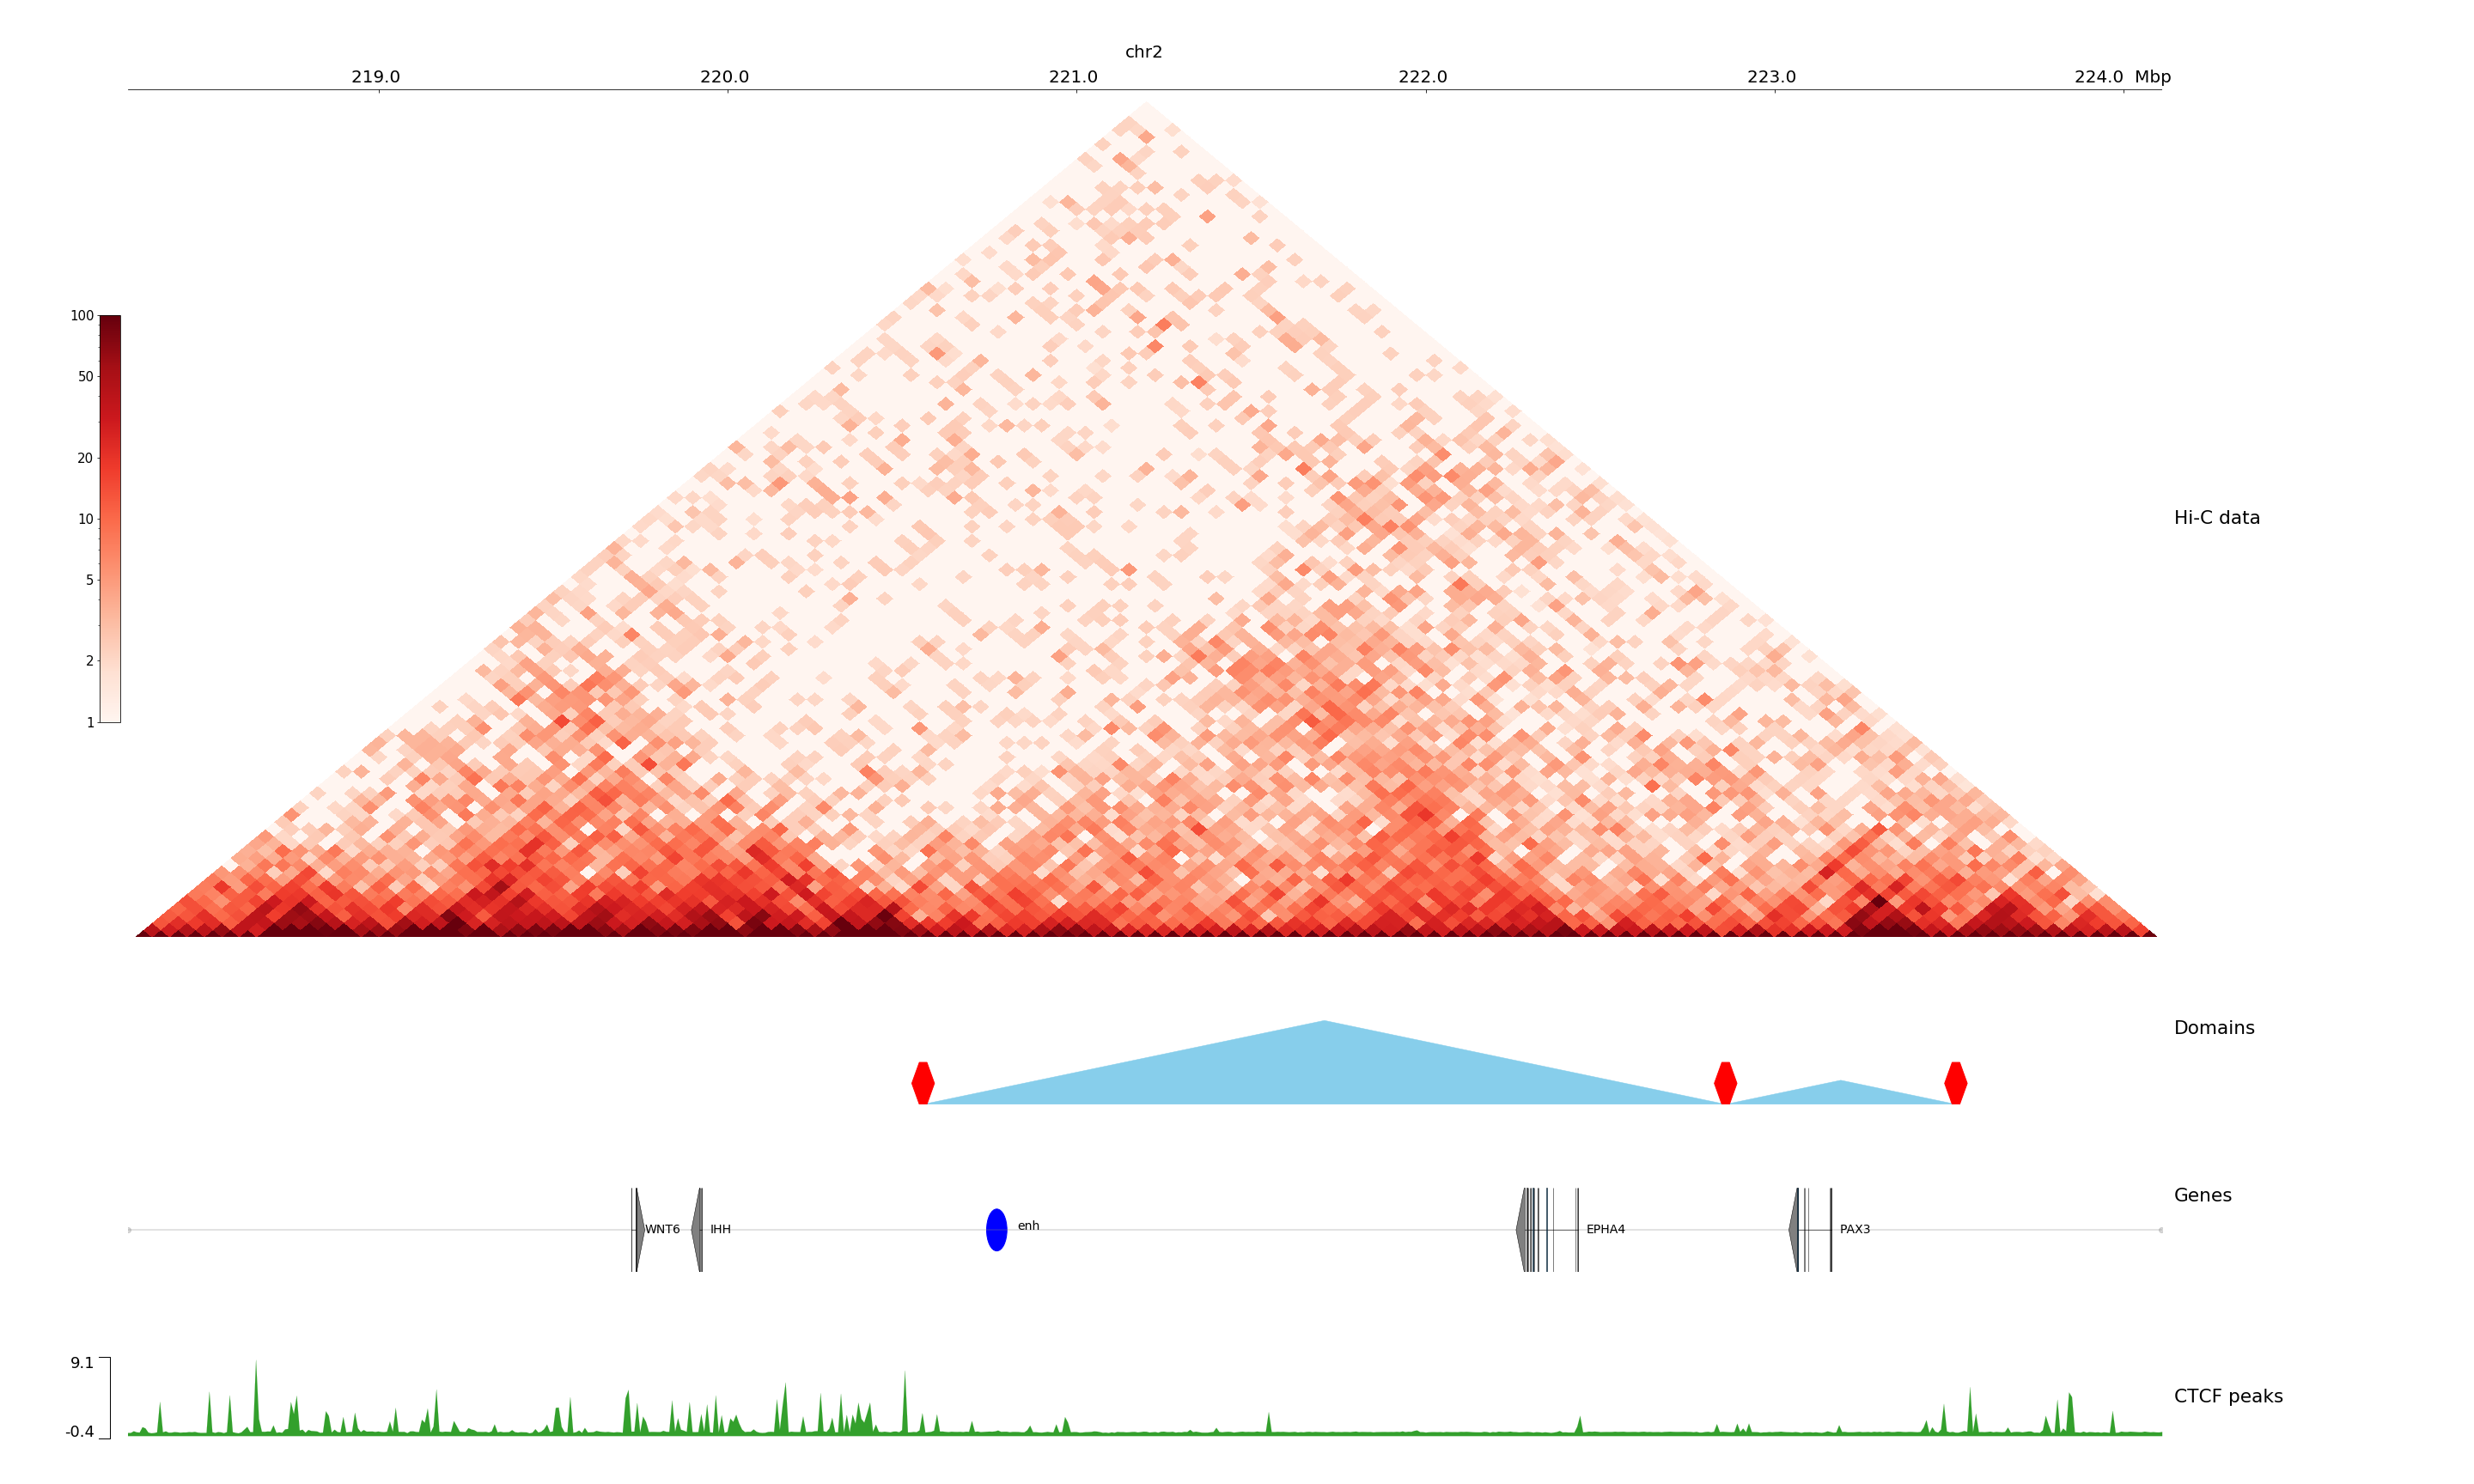 chr2
219.0 220.0 221.0 222.0 223.0 224.0 Mbp
100
50
20
10
5
2
1
Hi-C data
Domains
Genes
WNT6 IHH enh EPHA4 PAX3
9.1
-0.4
CTCF peaks